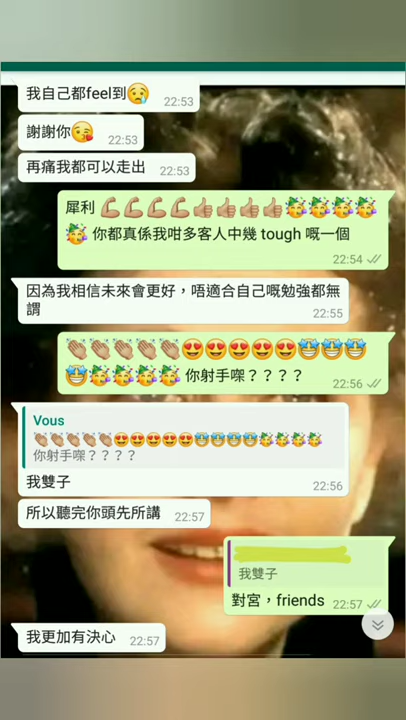 我自己都feel到😢
22:53
謝謝你😘
22:53
再痛我都可以走出
22:53
犀利 💪🏽💪🏽💪🏽💪🏽👍🏽👍🏽👍🏽👍🏽🥳🥳🥳🥳
🥳 你都真係我咁多客人中幾 tough 嘅一個
22:54
因為我相信未來會更好，唔適合自己嘅勉強都無
謂
22:55
👏🏽👏🏽👏🏽👏🏽👏🏽😍😍😍😍😍🤩🤩🤩
🤩🥳🥳🥳🥳 你射手㗎？？？？
22:56
Vous
👏🏽👏🏽👏🏽👏🏽👏🏽😍😍😍😍😍🤩🤩🤩🤩🥳🥳🥳🥳
你射手㗎？？？？
我雙子
22:56
所以聽完你頭先所講
22:57
我雙子
對宮，friends
22:57
我更加有決心
22:57